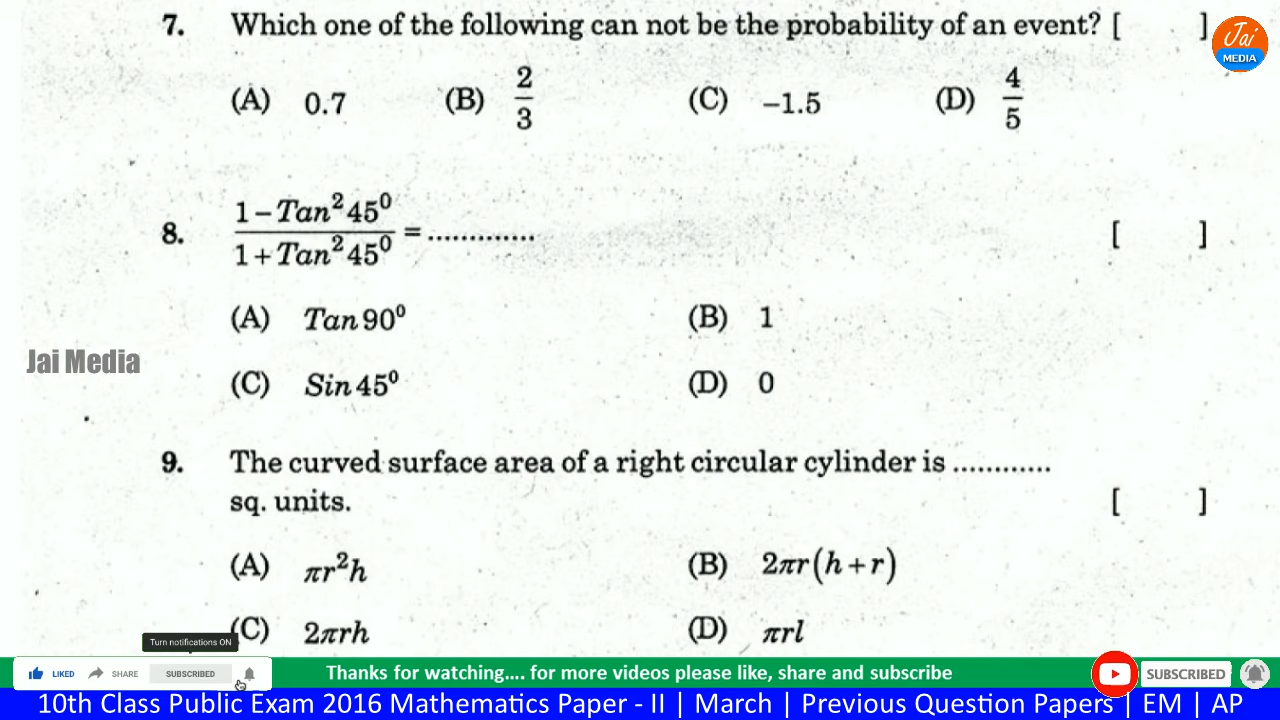 7. Which one of the following can not be the probability of an event? [ ]
Jai
MEDIA
(A) 0.7 (B) 2/3 (C) –1.5 (D) 4/5
8. (1 – Tan² 45⁰)/(1 + Tan² 45⁰) = ............. [ ]
(A) Tan 90⁰ (B) 1
Jai Media
(C) Sin 45⁰ (D) 0
9. The curved surface area of a right circular cylinder is ............
sq. units. [ ]
(A) πr²h (B) 2πr(h + r)
(C) 2πrh (D) πrl
Turn notifications ON
LIKED SHARE SUBSCRIBED
Thanks for watching.... for more videos please like, share and subscribe
SUBSCRIBED
10th Class Public Exam 2016 Mathematics Paper - II | March | Previous Question Papers | EM | AP